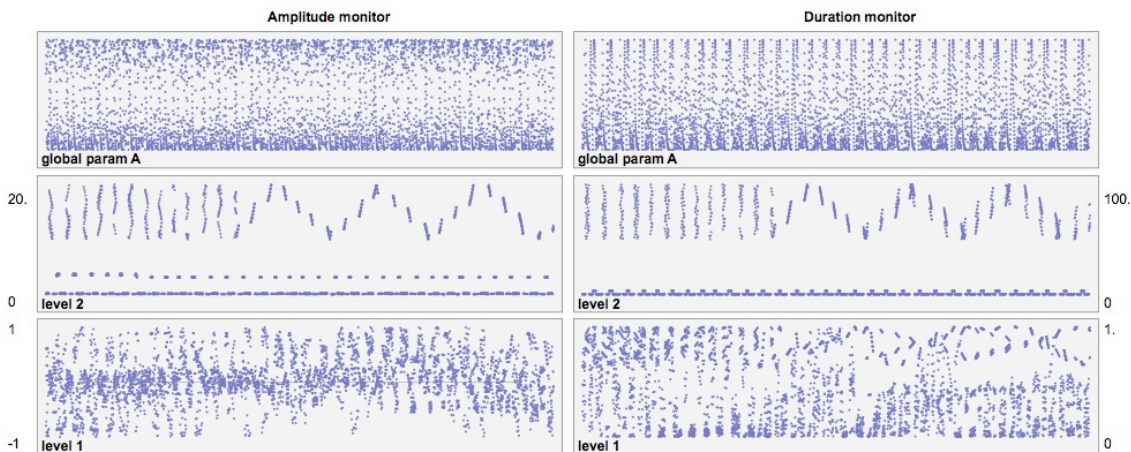 Amplitude monitor
Duration monitor
global param A
global param A
20.
100.
0
level 2
level 2
0
1
1.
-1
level 1
level 1
0